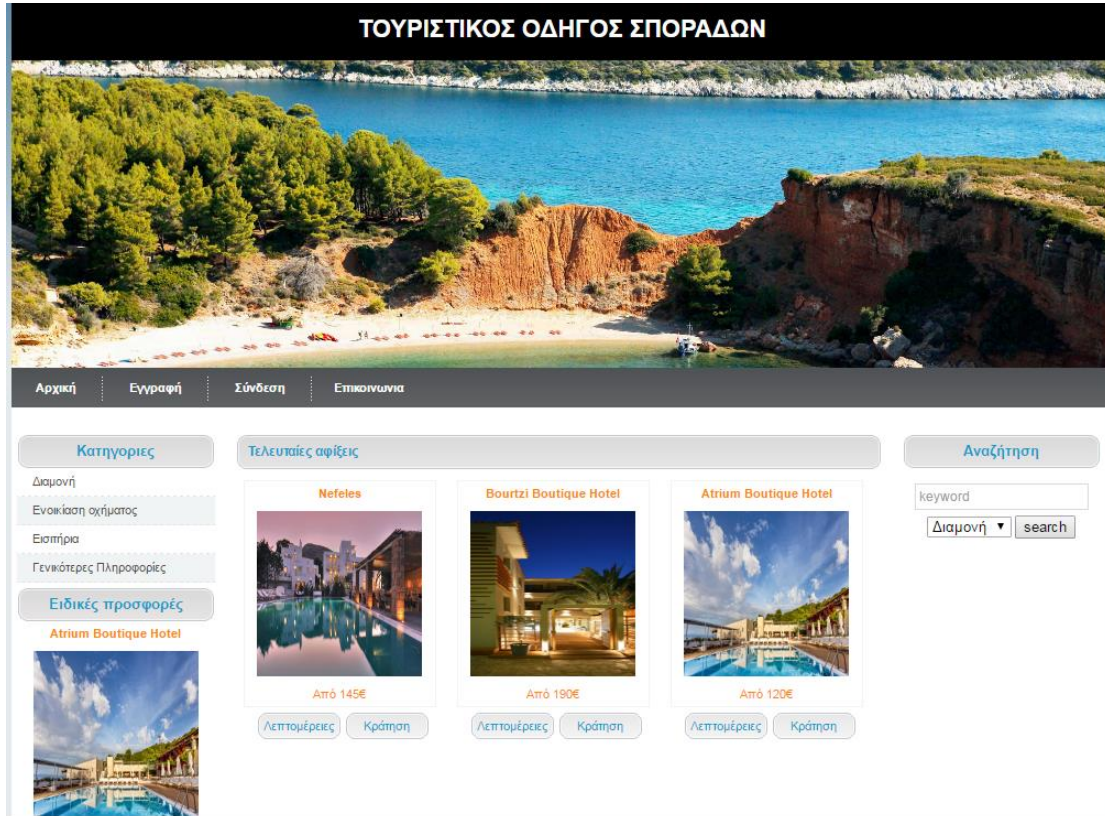 ΤΟΥΡΙΣΤΙΚΟΣ ΟΔΗΓΟΣ ΣΠΟΡΑΔΩΝ
Αρχική Εγγραφή Σύνδεση Επικοινωνια
Κατηγοριες
Διαμονή
Ενοικίαση οχήματος
Εισιτήρια
Γενικότερες Πληροφορίες
Ειδικές προσφορές
Atrium Boutique Hotel
Τελευταίες αφίξεις
Nefeles
Από 145€
Λεπτομέρειες Κράτηση
Bourtzi Boutique Hotel
Από 190€
Λεπτομέρειες Κράτηση
Atrium Boutique Hotel
Από 120€
Λεπτομέρειες Κράτηση
Αναζήτηση
keyword
Διαμονή search